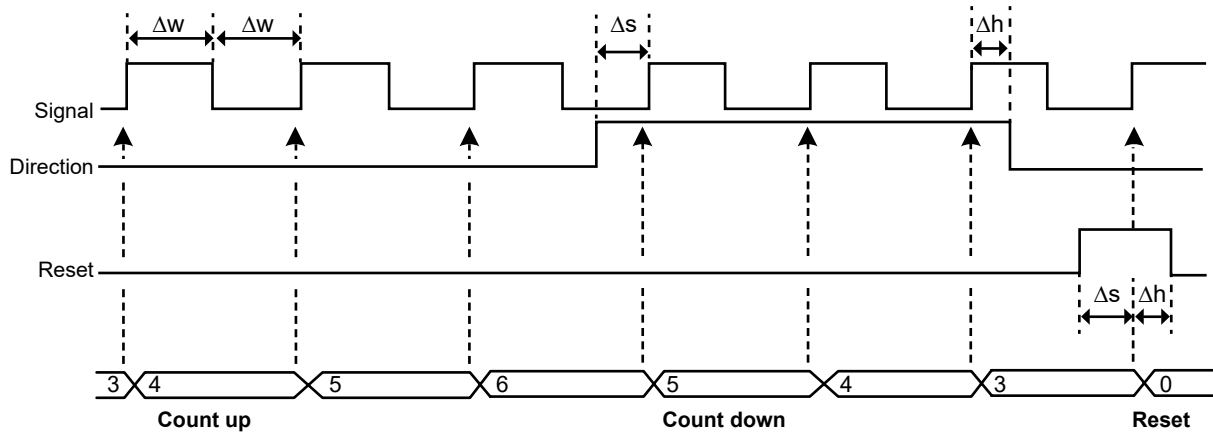 Δw Δw Δs Δh
Signal
Direction
Reset
Δs Δh
3 4 5 6 5 4 3 0
Count up Count down Reset